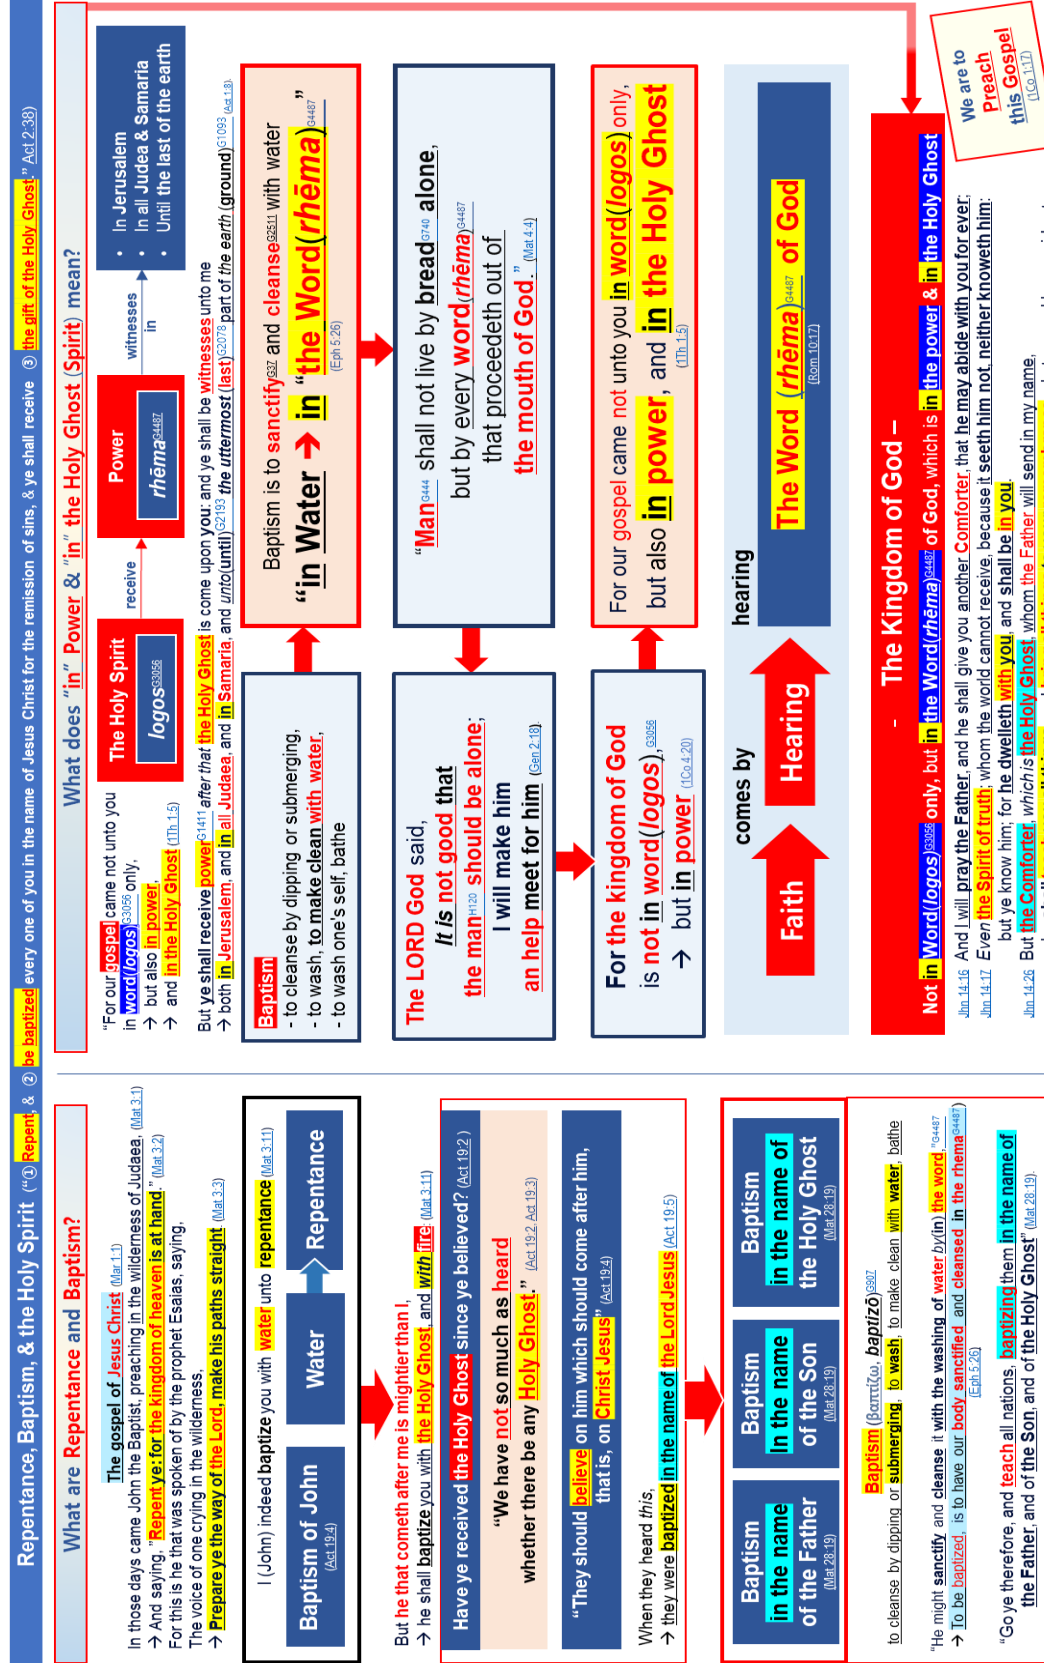 Repentance, Baptism, & the Holy Spirit ("① Repent, & ② be baptized every one of you in the name of Jesus Christ for the remission of sins, & ye shall receive ③ the gift of the Holy Ghost." Act 2:38)
What are Repentance and Baptism?
The gospel of Jesus Christ (Mar 1:1)
In those days came John the Baptist, preaching in the wilderness of Judaea, (Mat 3:1)
→ And saying, "Repent ye: for the kingdom of heaven is at hand." (Mat 3:2)
For this is he that was spoken of by the prophet Esaias, saying,
The voice of one crying in the wilderness,
→ Prepare ye the way of the Lord, make his paths straight (Mat 3:3)
I (John) indeed baptize you with water unto repentance (Mat 3:11)
Baptism of John
(Act 19:4)
Water
Repentance
But he that cometh after me is mightier than I,
→ he shall baptize you with the Holy Ghost, and with fire: (Mat 3:11)
Have ye received the Holy Ghost since ye believed? (Act 19:2)
"We have not so much as heard
whether there be any Holy Ghost." (Act 19:2, Act 19:3)
"They should believe on him which should come after him,
that is, on Christ Jesus" (Act 19:4)
When they heard this,
→ they were baptized in the name of the Lord Jesus (Act 19:5)
Baptism
in the name
of the Father
(Mat 28:19)
Baptism
in the name
of the Son
(Mat 28:19)
Baptism
in the name of
the Holy Ghost
(Mat 28:19)
Baptism (βαπτίζω, baptizō)G907
to cleanse by dipping or submerging, to wash, to make clean with water, bathe
"He might sanctify and cleanse it with the washing of water by(in) the word,"G4487
→ To be baptized, is to have our body sanctified and cleansed in the rhemaG4487)
(Eph 5:26)
"Go ye therefore, and teach all nations, baptizing them in the name of
the Father, and of the Son, and of the Holy Ghost" (Mat 28:19)
What does "in" Power & "in" the Holy Ghost (Spirit) mean?
"For our gospel came not unto you
in word(logos)G3056 only,
→ but also in power,
→ and in the Holy Ghost (1Th 1:5)
The Holy Spirit
logosG3056
receive
Power
rhēmaG4487
witnesses
in
• In Jerusalem
• In all Judea & Samaria
• Until the last of the earth
But ye shall receive powerG1411 after that the Holy Ghost is come upon you: and ye shall be witnesses unto me
→ both in Jerusalem, and in all Judaea, and in Samaria, and unto(until)G2193 the uttermost (last)G2078 part of the earth (ground)G1093 (Act 1:8).
Baptism
- to cleanse by dipping or submerging,
- to wash, to make clean with water,
- to wash one's self, bathe
Baptism is to sanctifyG37 and cleanseG2511 with water
"in Water → in "the Word(rhēma)G4487"
(Eph 5:26)
The LORD God said,
It is not good that
the manH120 should be alone;
I will make him
an help meet for him (Gen 2:18).
"ManG444 shall not live by breadG740 alone,
but by every word(rhēma)G4487
that proceedeth out of
the mouth of God." (Mat 4:4)
For the kingdom of God
is not in word(logos),G3056
→ but in power (1Co 4:20)
For our gospel came not unto you in word(logos) only,
but also in power, and in the Holy Ghost
(1Th 1:5)
Faith
comes by
Hearing
hearing
The Word (rhēma)G4487 of God
(Rom 10:17)
- The Kingdom of God –
Not in Word(logos)G3056 only, but in the Word(rhēma)G4487 of God, which is in the power & in the Holy Ghost
We are to
Preach
this Gospel
(1Co 1:17)
Jhn 14:16 And I will pray the Father, and he shall give you another Comforter, that he may abide with you for ever;
Jhn 14:17 Even the Spirit of truth; whom the world cannot receive, because it seeth him not, neither knoweth him:
but ye know him; for he dwelleth with you, and shall be in you.
Jhn 14:26 But the Comforter, which is the Holy Ghost, whom the Father will send in my name,